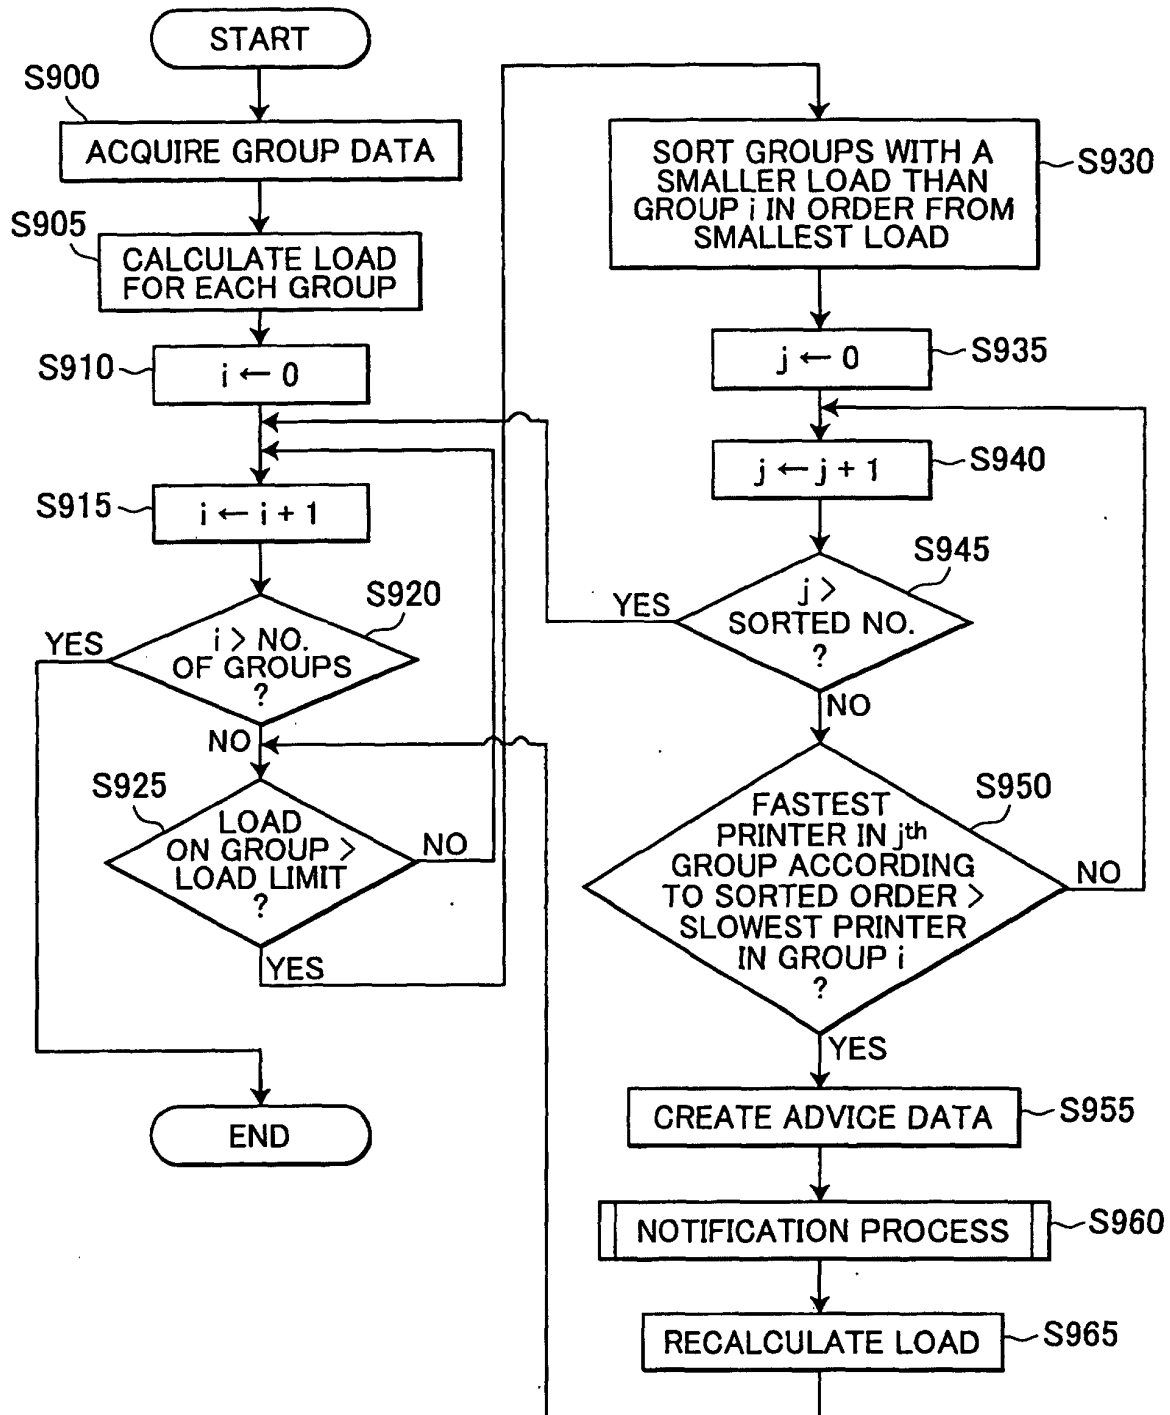 START
S900
ACQUIRE GROUP DATA
S905
CALCULATE LOAD
FOR EACH GROUP
S910
i ← 0
S915
i ← i + 1
S920
i > NO.
OF GROUPS
?
YES
NO
S925
LOAD
ON GROUP >
LOAD LIMIT
?
NO
YES
END
SORT GROUPS WITH A
SMALLER LOAD THAN
GROUP i IN ORDER FROM
SMALLEST LOAD
S930
j ← 0
S935
j ← j + 1
S940
S945
j >
SORTED NO.
?
YES
NO
S950
FASTEST
PRINTER IN jth
GROUP ACCORDING
TO SORTED ORDER >
SLOWEST PRINTER
IN GROUP i
?
NO
YES
CREATE ADVICE DATA
S955
NOTIFICATION PROCESS
S960
RECALCULATE LOAD
S965